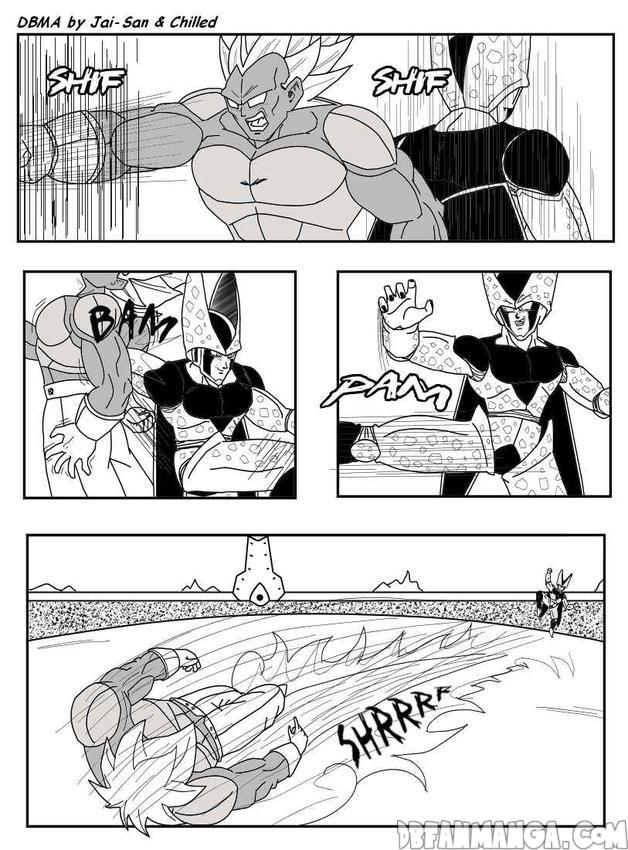 DBMA by Jai-San & Chilled
SHIF
SHIF
BAM
PAM
SHRRRF
DBFANMANGA.COM